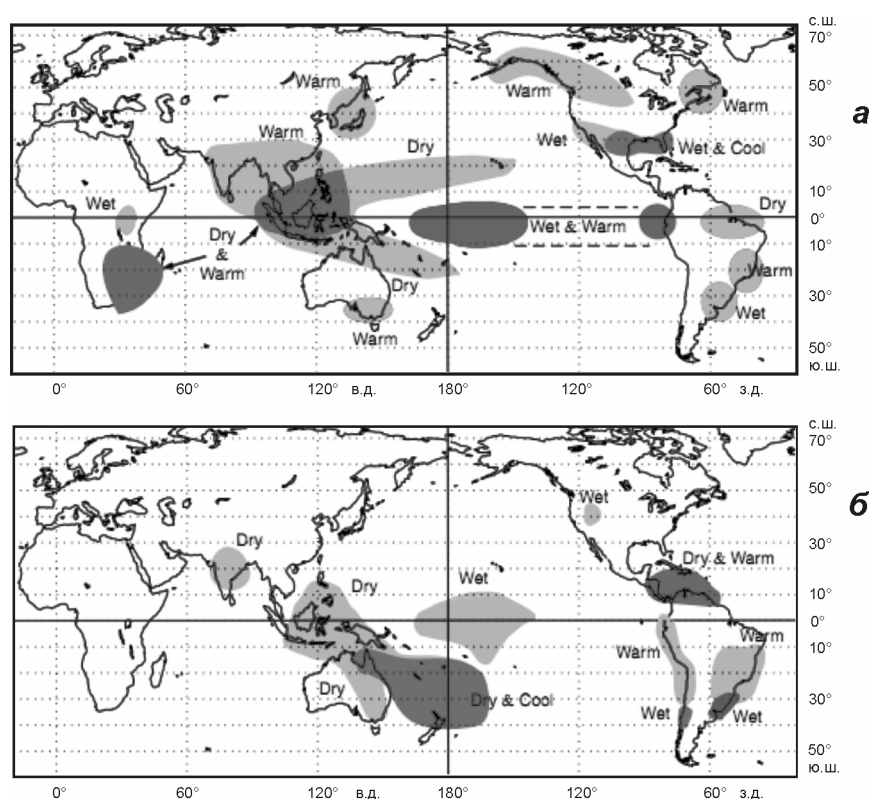 с.ш.
70°
Warm
50°
Warm
Warm
а
Warm
Dry
Wet
Wet & Cool
30°
Wet
10°
Dry
0°
Wet & Warm
Dry
&
Warm
10°
Dry
Warm
30°
Wet
Warm
50°
ю.ш.
0°
60°
120°
в.д.
180°
120°
60°
з.д.
с.ш.
70°
50°
Wet
б
Dry
30°
Dry & Warm
Dry
Wet
10°
0°
Warm
Warm
10°
Dry
Dry & Cool
30°
Wet
Wet
50°
ю.ш.
0°
60°
120°
в.д.
180°
120°
60°
з.д.